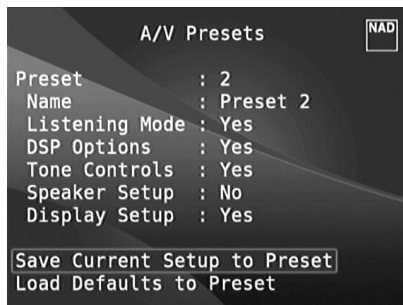 A/V Presets
NAD
Preset : 2
Name : Preset 2
Listening Mode : Yes
DSP Options : Yes
Tone Controls : Yes
Speaker Setup : No
Display Setup : Yes
Save Current Setup to Preset
Load Defaults to Preset